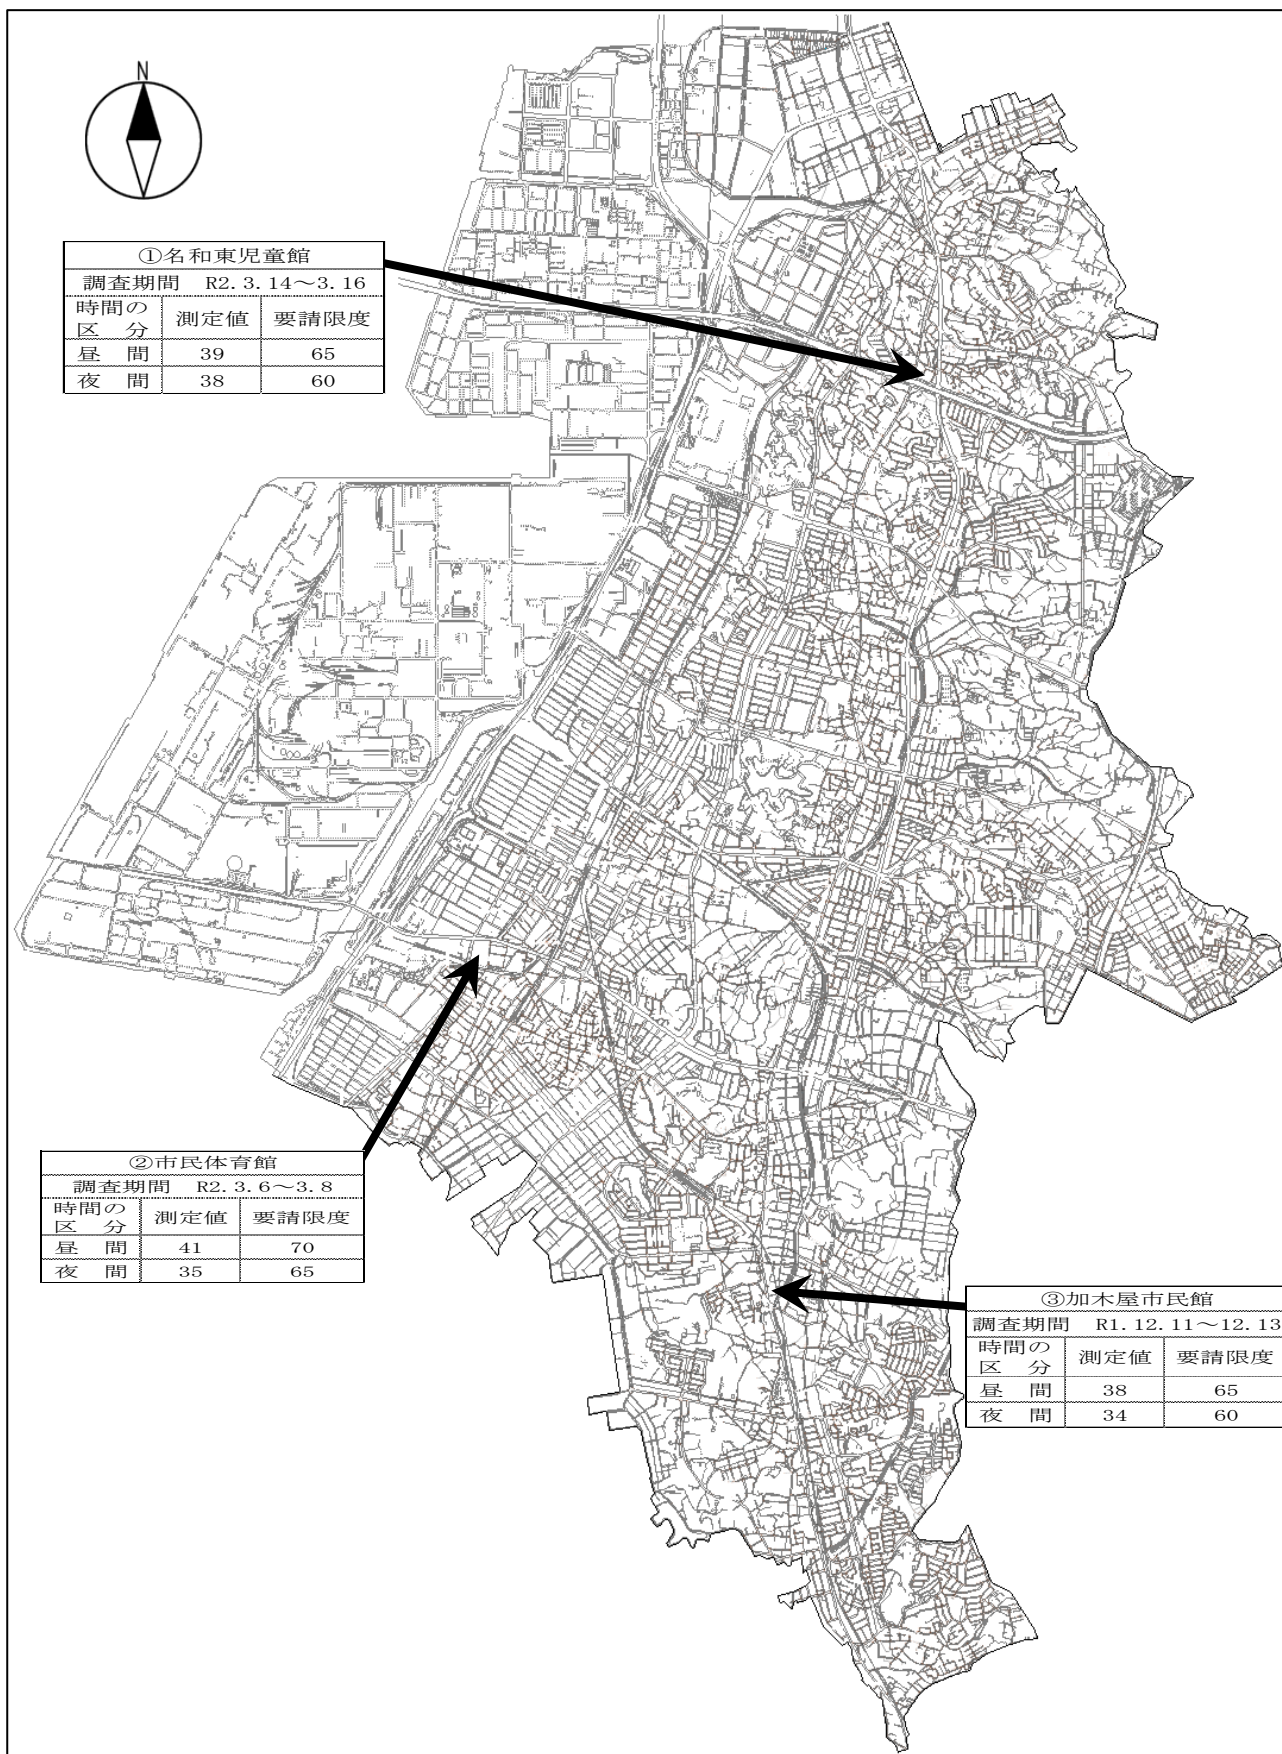 N
①名和東児童館
調査期間 R2.3.14～3.16
時間の区分 測定値 要請限度
昼間 39 65
夜間 38 60
②市民体育館
調査期間 R2.3.6～3.8
時間の区分 測定値 要請限度
昼間 41 70
夜間 35 65
③加木屋市民館
調査期間 R1.12.11～12.13
時間の区分 測定値 要請限度
昼間 38 65
夜間 34 60